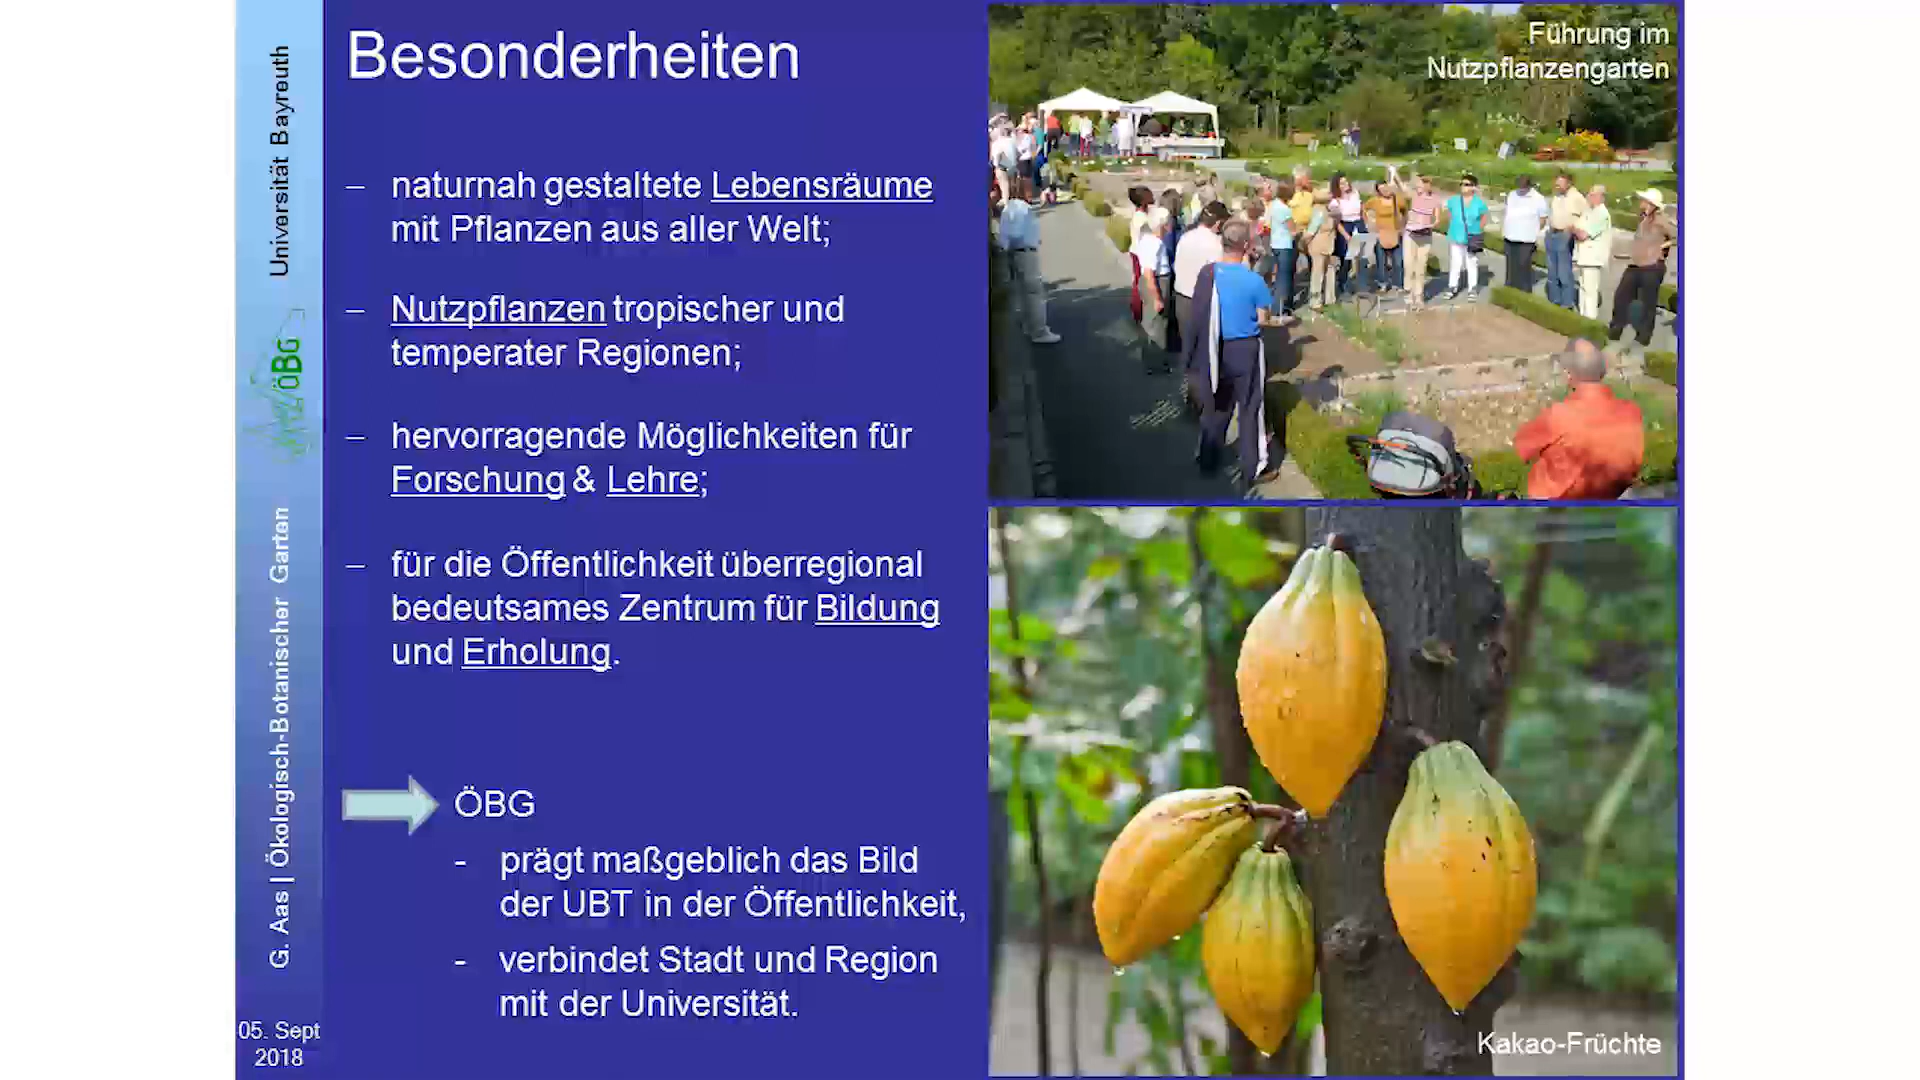 Besonderheiten
– naturnah gestaltete Lebensräume
mit Pflanzen aus aller Welt;
– Nutzpflanzen tropischer und
temperater Regionen;
– hervorragende Möglichkeiten für
Forschung & Lehre;
– für die Öffentlichkeit überregional
bedeutsames Zentrum für Bildung
und Erholung.
ÖBG
- prägt maßgeblich das Bild
der UBT in der Öffentlichkeit,
- verbindet Stadt und Region
mit der Universität.
Führung im
Nutzpflanzengarten
Kakao-Früchte
G. Aas | Ökologisch-Botanischer Garten
ÖBG
Universität Bayreuth
05. Sept
2018